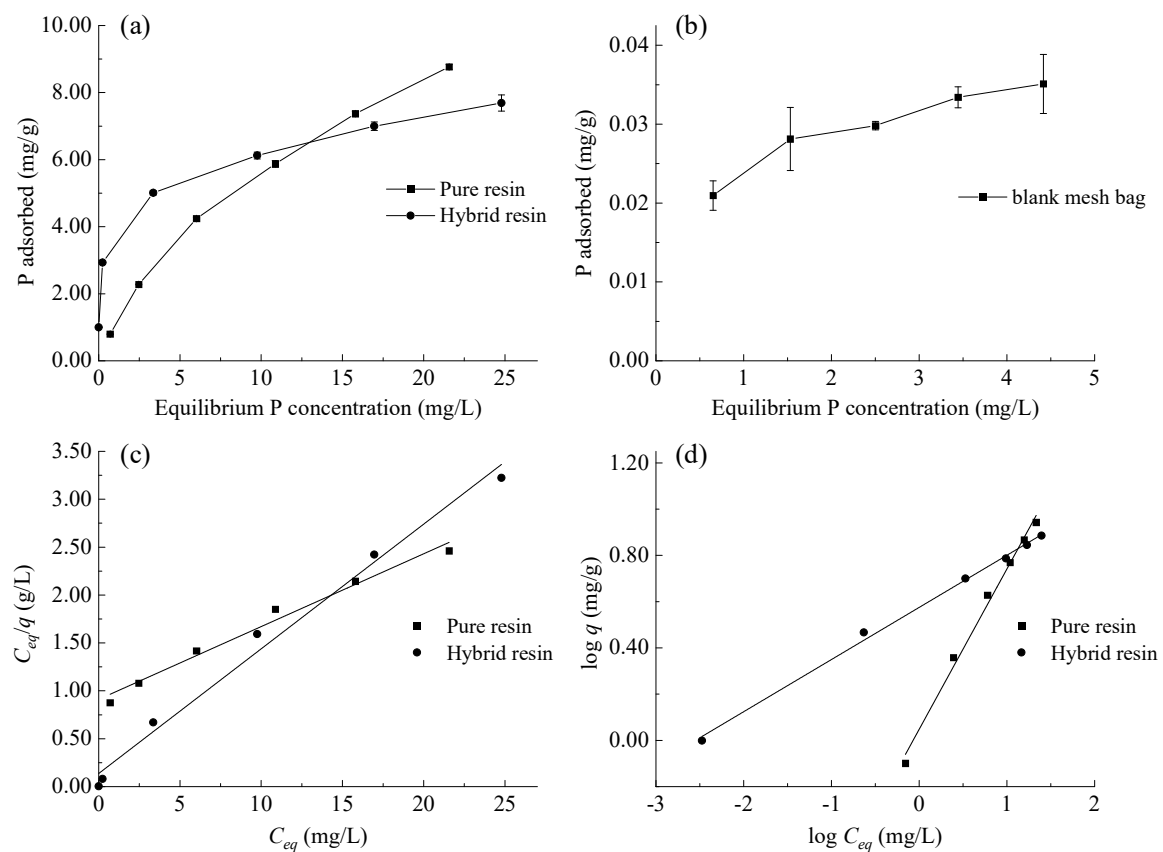 (a)
10.00
8.00
6.00
4.00
2.00
0.00
P adsorbed (mg/g)
Pure resin
Hybrid resin
0 5 10 15 20 25
Equilibrium P concentration (mg/L)
(b)
0.04
0.03
0.02
0.01
0.00
P adsorbed (mg/g)
blank mesh bag
0 1 2 3 4 5
Equilibrium P concentration (mg/L)
(c)
3.50
3.00
2.50
2.00
1.50
1.00
0.50
0.00
Ceq/q (g/L)
Pure resin
Hybrid resin
0 5 10 15 20 25
Ceq (mg/L)
(d)
1.20
0.80
0.40
0.00
log q (mg/g)
Pure resin
Hybrid resin
-3 -2 -1 0 1 2
log Ceq (mg/L)